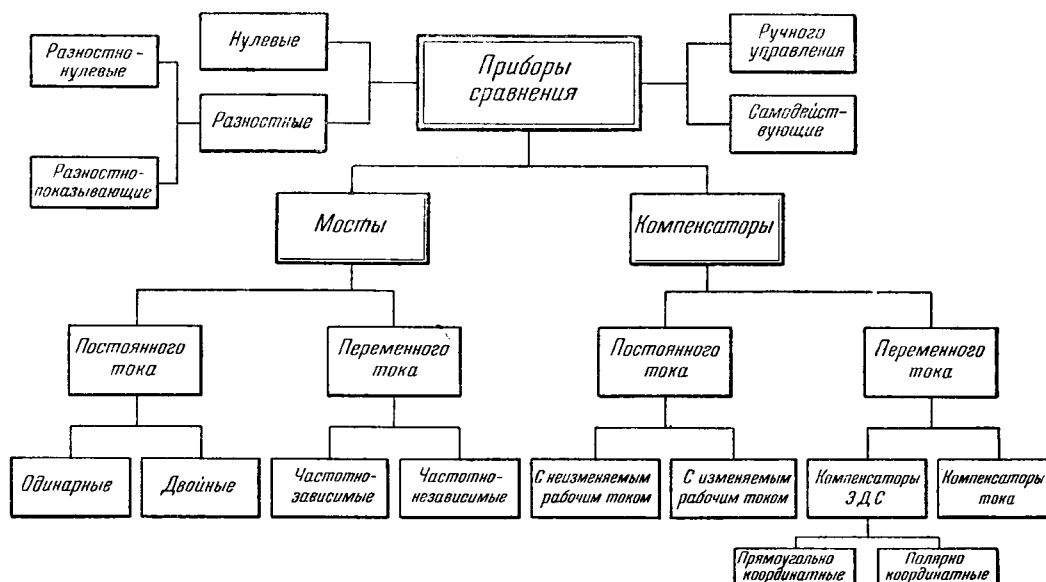 Разностно-
нулевые
Нулевые
Приборы
сравнения
Ручного
управления
Разностные
Самодейст-
вующие
Разностно-
показывающие
Мосты
Компенсаторы
Постоянного
тока
Переменного
тока
Постоянного
тока
Переменного
тока
Одинарные
Двойные
Частотно-
зависимые
Частотно-
независимые
С неизменяемым
рабочим током
С изменяемым
рабочим током
Компенсаторы
ЭДС
Компенсаторы
тока
Прямоугольно
координатные
Полярно
координатные